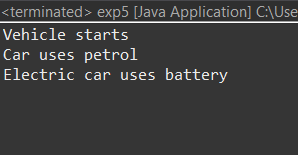 <terminated> exp5 [Java Application] C:\Use
Vehicle starts
Car uses petrol
Electric car uses battery